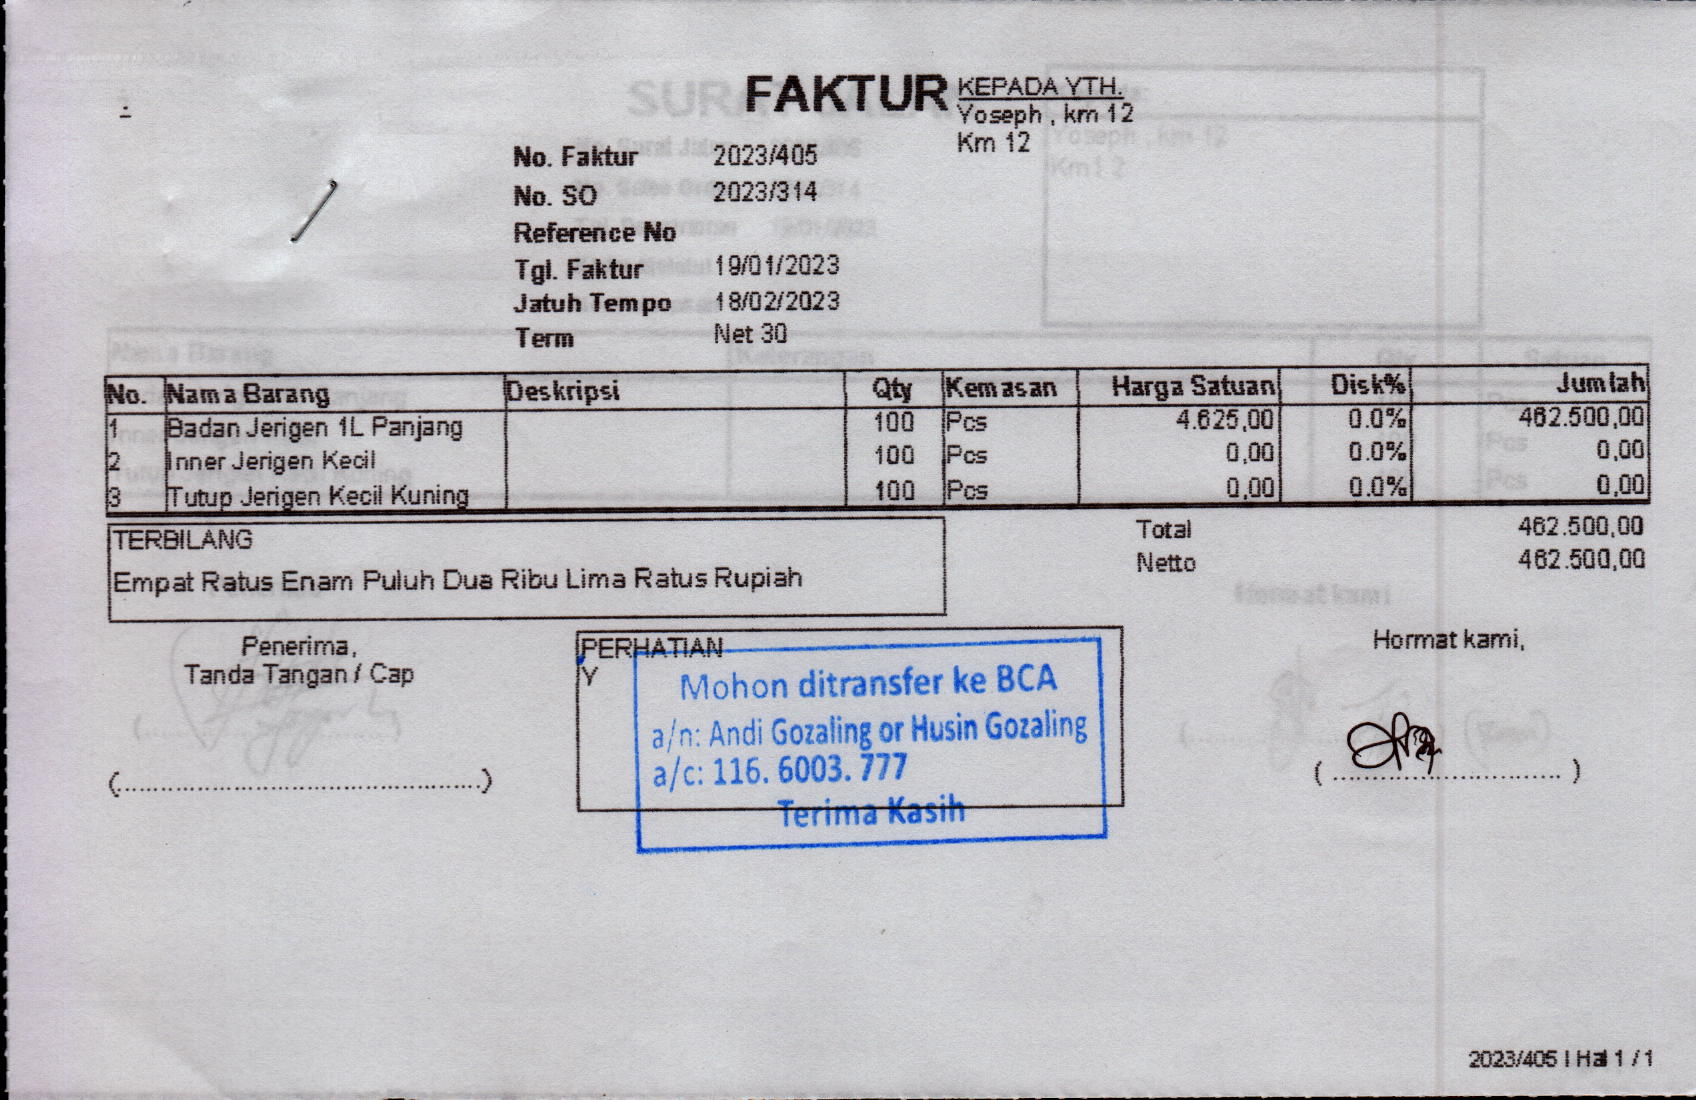 FAKTUR
KEPADA YTH.
Yoseph , km 12
Km 12
No. Faktur 2023/405
No. SO 2023/314
Reference No
Tgl. Faktur 19/01/2023
Jatuh Tempo 18/02/2023
Term Net 30
No. Nama Barang Deskripsi Qty Kemasan Harga Satuan Disk% Jumlah
1 Badan Jerigen 1L Panjang 100 Pcs 4.625,00 0.0% 462.500,00
2 Inner Jerigen Kecil 100 Pcs 0,00 0.0% 0,00
3 Tutup Jerigen Kecil Kuning 100 Pcs 0,00 0.0% 0,00
Total 462.500,00
Netto 462.500,00
TERBILANG
Empat Ratus Enam Puluh Dua Ribu Lima Ratus Rupiah
Penerima,
Tanda Tangan / Cap
(................................................)
PERHATIAN
Y
Mohon ditransfer ke BCA
a/n: Andi Gozaling or Husin Gozaling
a/c: 116. 6003. 777
Terima Kasih
Hormat kami,
( .............................. )
2023/405 | Hal 1 / 1